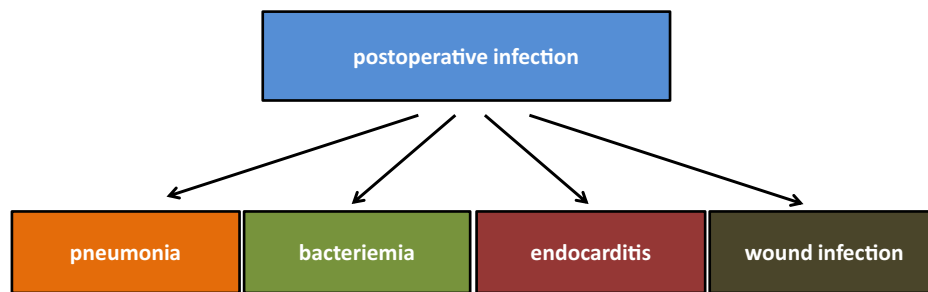 postoperative infection
pneumonia
bacteriemia
endocarditis
wound infection